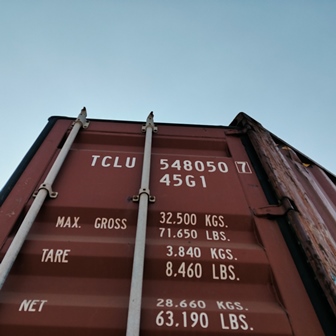 TCLU 548050 7
45G1
MAX. GROSS 32.500 KGS.
71.650 LBS.
TARE 3.840 KGS.
8.460 LBS.
NET 28.660 KGS.
63.190 LBS.